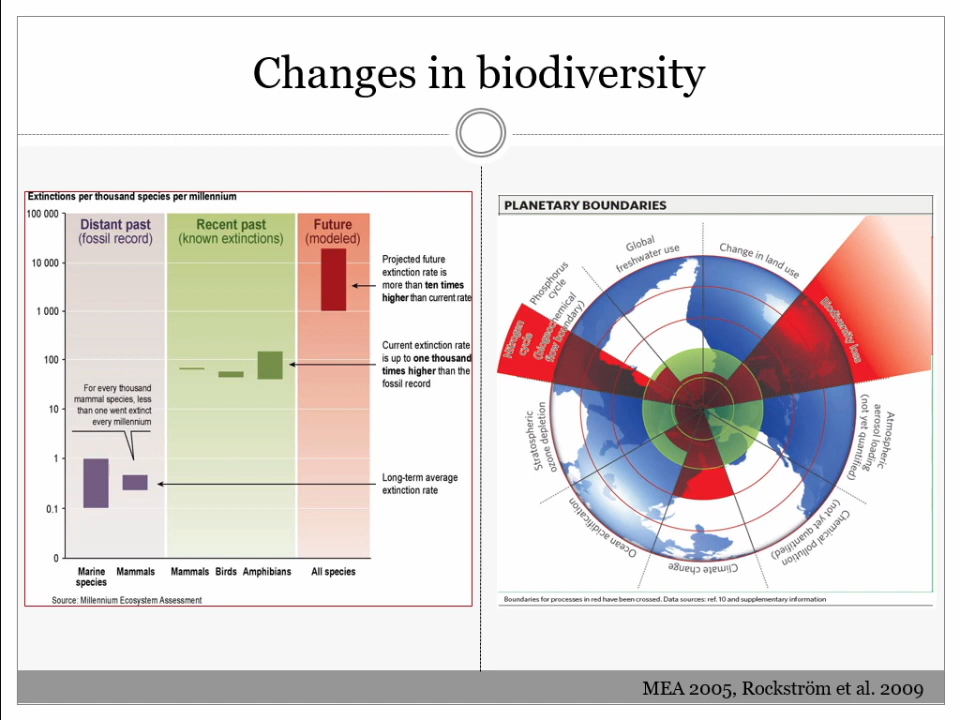 Changes in biodiversity
Extinctions per thousand species per millennium
100 000
10 000
1 000
100
10
1
0.1
0
Distant past
(fossil record)
Recent past
(known extinctions)
Future
(modeled)
Projected future
extinction rate is
more than ten times
higher than current rate
Current extinction rate
is up to one thousand
times higher than the
fossil record
For every thousand
mammal species, less
than one went extinct
every millennium
Long-term average
extinction rate
Marine
species
Mammals
Mammals
Birds
Amphibians
All species
Source: Millennium Ecosystem Assessment
PLANETARY BOUNDARIES
Global
freshwater use
Change in land use
Biodiversity loss
Atmospheric
aerosol loading
(not yet quantified)
Chemical pollution
(not yet quantified)
Climate change
Ocean acidification
Stratospheric
ozone depletion
Nitrogen
cycle
(biogeochemical
flow boundary)
Phosphorus
cycle
Boundaries for processes in red have been crossed. Data sources: ref. 10 and supplementary information
MEA 2005, Rockström et al. 2009